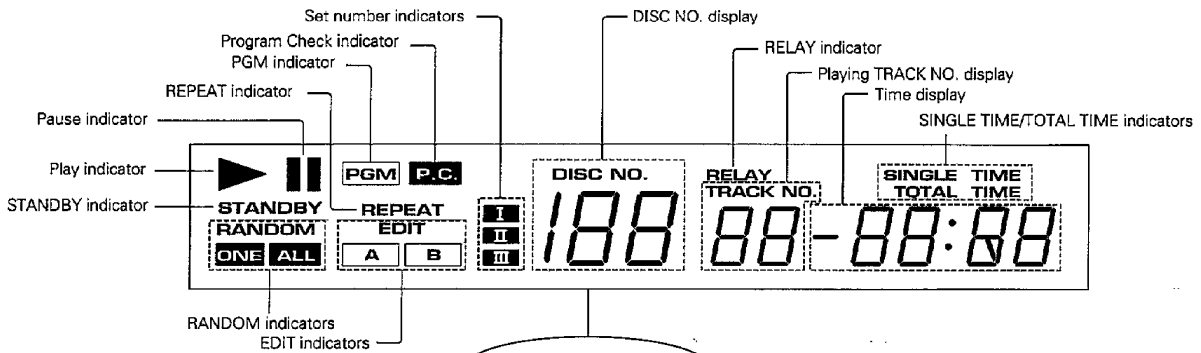 Set number indicators
DISC NO. display
Program Check indicator
RELAY indicator
PGM indicator
Playing TRACK NO. display
REPEAT indicator
Time display
Pause indicator
SINGLE TIME/TOTAL TIME indicators
Play indicator
STANDBY indicator
PGM P.C.
DISC NO.
RELAY
SINGLE TIME
TRACK NO.
TOTAL TIME
STANDBY REPEAT
RANDOM EDIT
ONE ALL A B
I
II
III
188
88 -88:88
RANDOM indicators
EDIT indicators